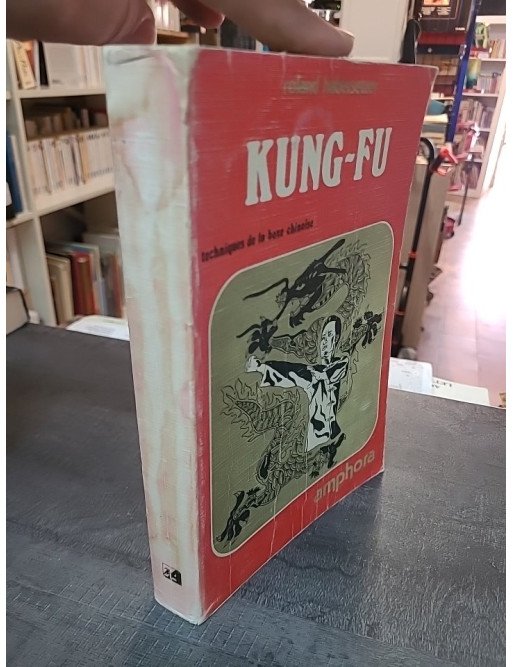 roland habersetzer
KUNG-FU
techniques de la boxe chinoise
amphora